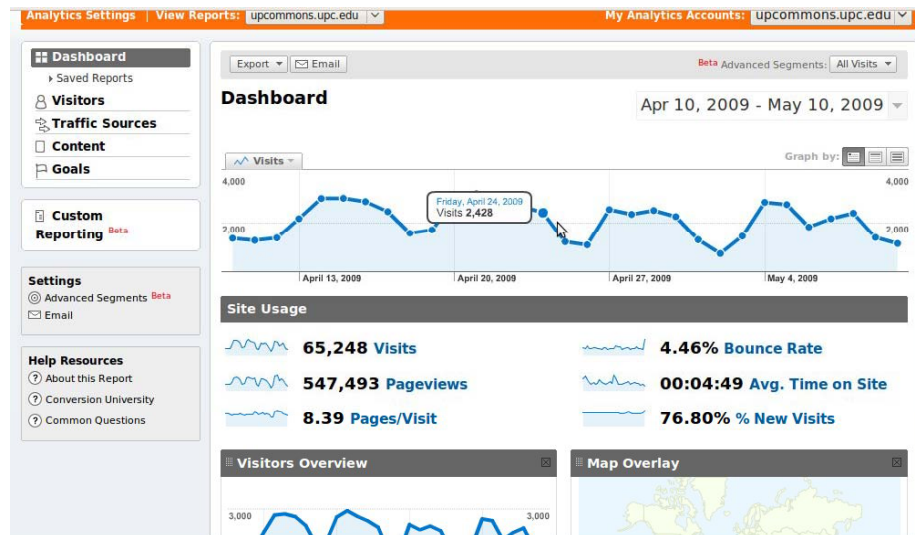 Analytics Settings | View Reports: upcommons.upc.edu My Analytics Accounts: upcommons.upc.edu
Dashboard
Saved Reports
Visitors
Traffic Sources
Content
Goals
Custom
Reporting Beta
Settings
Advanced Segments Beta
Email
Help Resources
? About this Report
? Conversion University
? Common Questions
Export Email Beta Advanced Segments: All Visits
Dashboard
Apr 10, 2009 - May 10, 2009
Visits
Graph by:
4,000 4,000
Friday, April 24, 2009
Visits 2,428
2,000 2,000
April 13, 2009 April 20, 2009 April 27, 2009 May 4, 2009
Site Usage
65,248 Visits 4.46% Bounce Rate
547,493 Pageviews 00:04:49 Avg. Time on Site
8.39 Pages/Visit 76.80% % New Visits
Visitors Overview Map Overlay
3,000 3,000